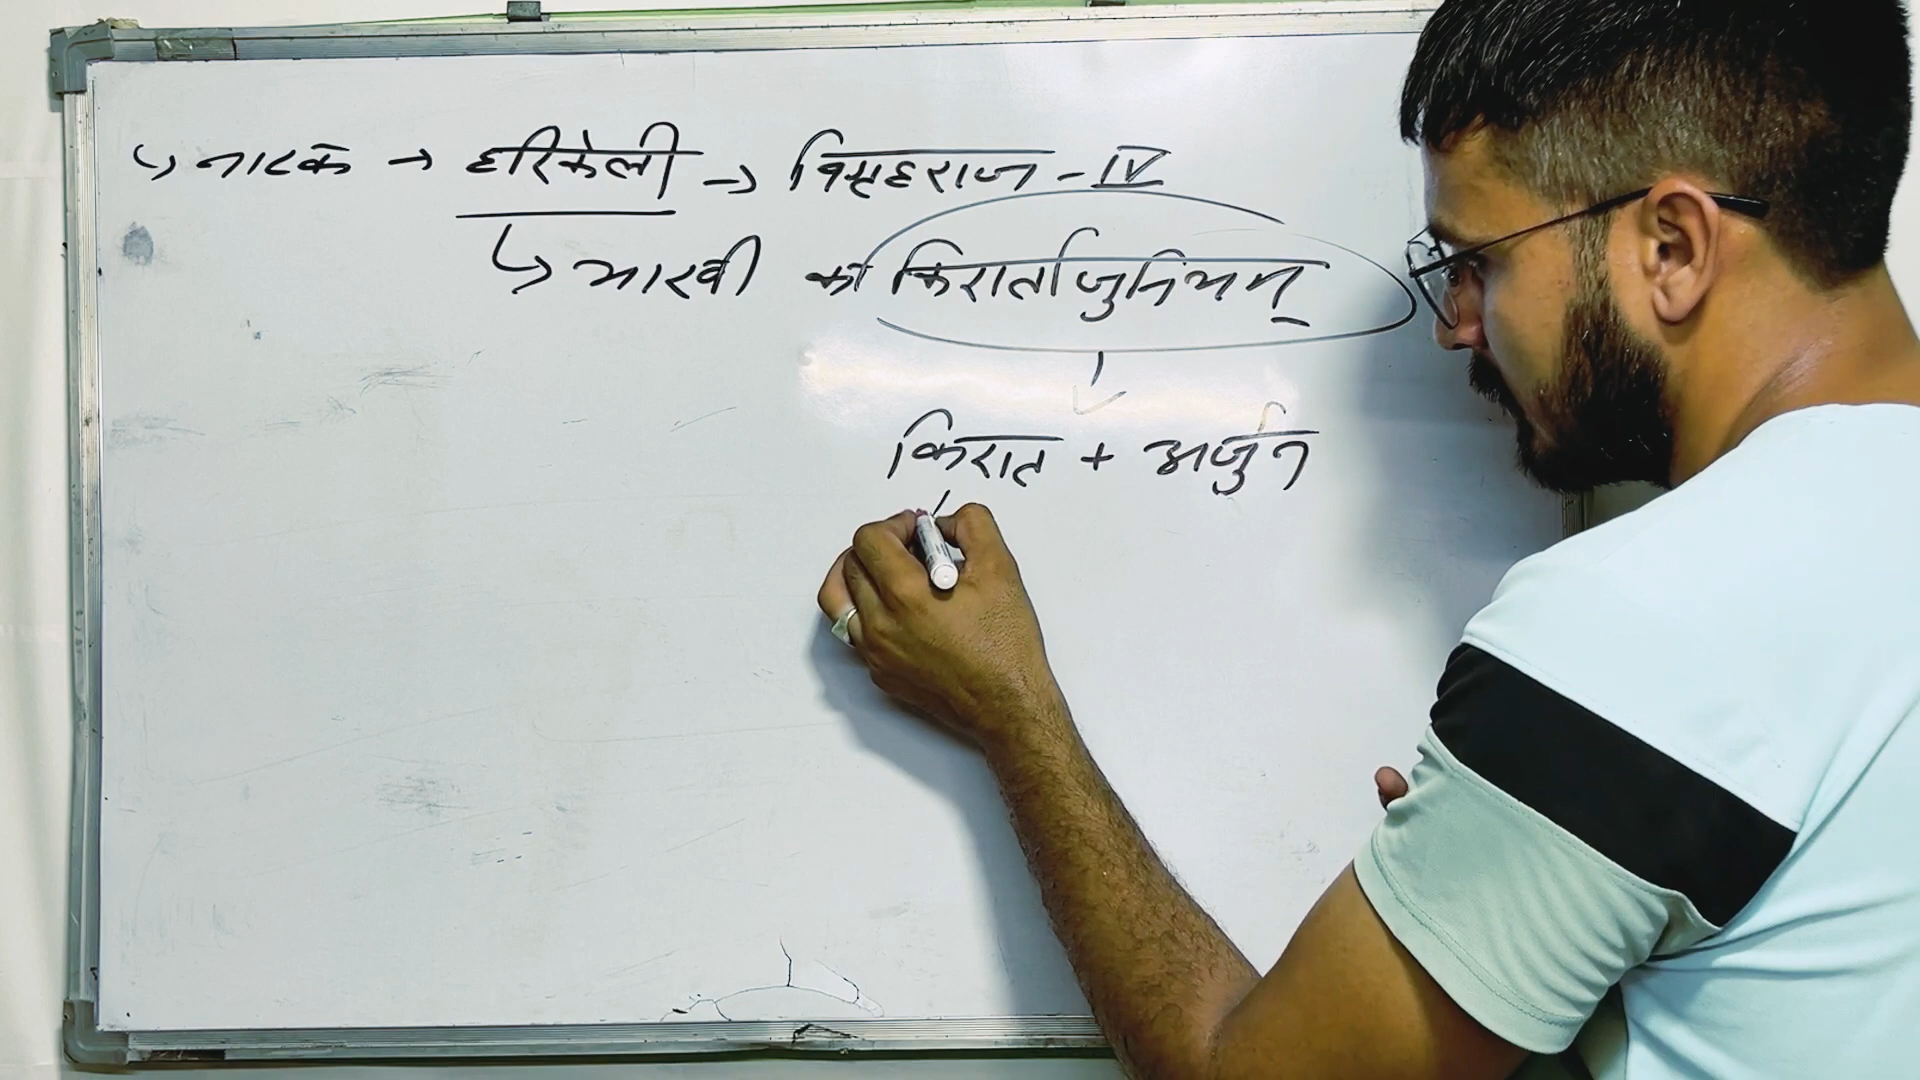 ↳ नाटक → हरिकेली → विग्रहराज - IV
↳ भारवी का किरातार्जुनियम्
किरात + अर्जुन